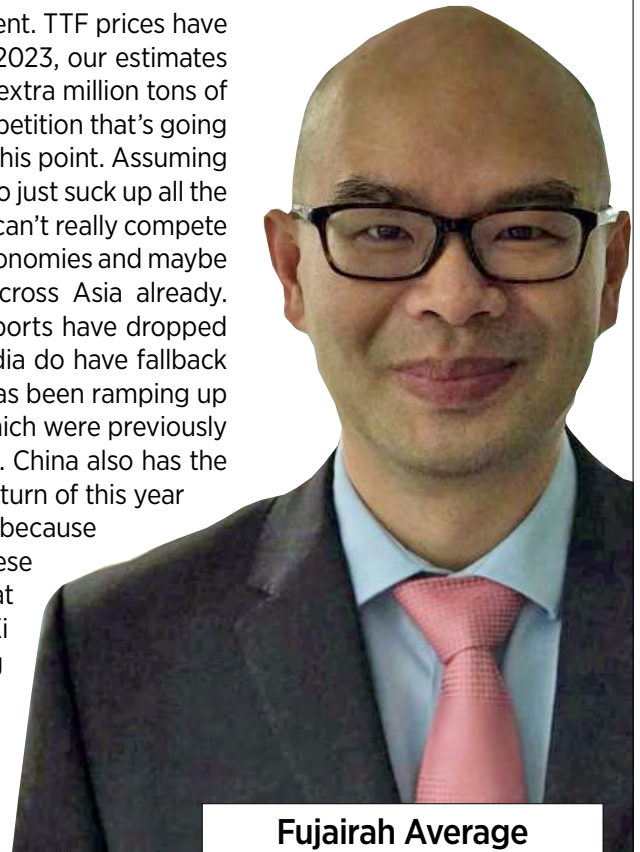 ent. TTF prices have
2023, our estimates
extra million tons of
petition that's going
his point. Assuming
o just suck up all the
can't really compete
onomies and maybe
cross Asia already.
ports have dropped
dia do have fallback
as been ramping up
hich were previously
. China also has the
turn of this year
because
ese
at
i
g
Fujairah Average